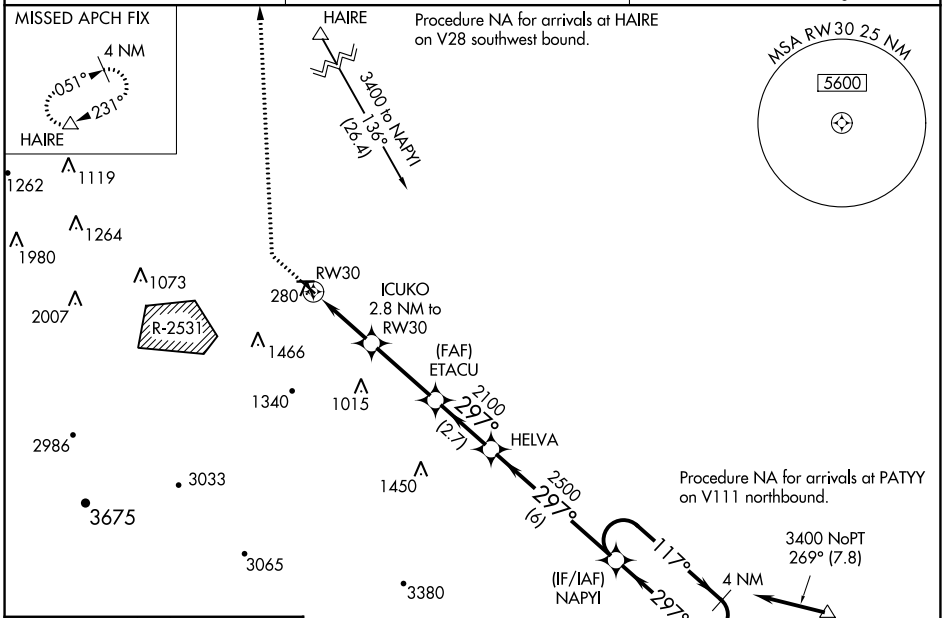 MISSED APCH FIX
4 NM
051°
231°
HAIRE
HAIRE
3400 to NAPYI
136°
(26.4)
Procedure NA for arrivals at HAIRE
on V28 southwest bound.
MSA RW30 25 NM
5600
1262
1119
1264
1980
1073
2007
R-2531
280
RW30
ICUKO
2.8 NM to
RW30
1466
(FAF)
ETACU
1340
1015
2100
297°
(2.7)
HELVA
2986
3033
1450
2500
297°
(6)
Procedure NA for arrivals at PATYY
on V111 northbound.
3675
3065
3380
(IF/IAF)
NAPYI
117°
4 NM
297°
3400 NoPT
269° (7.8)